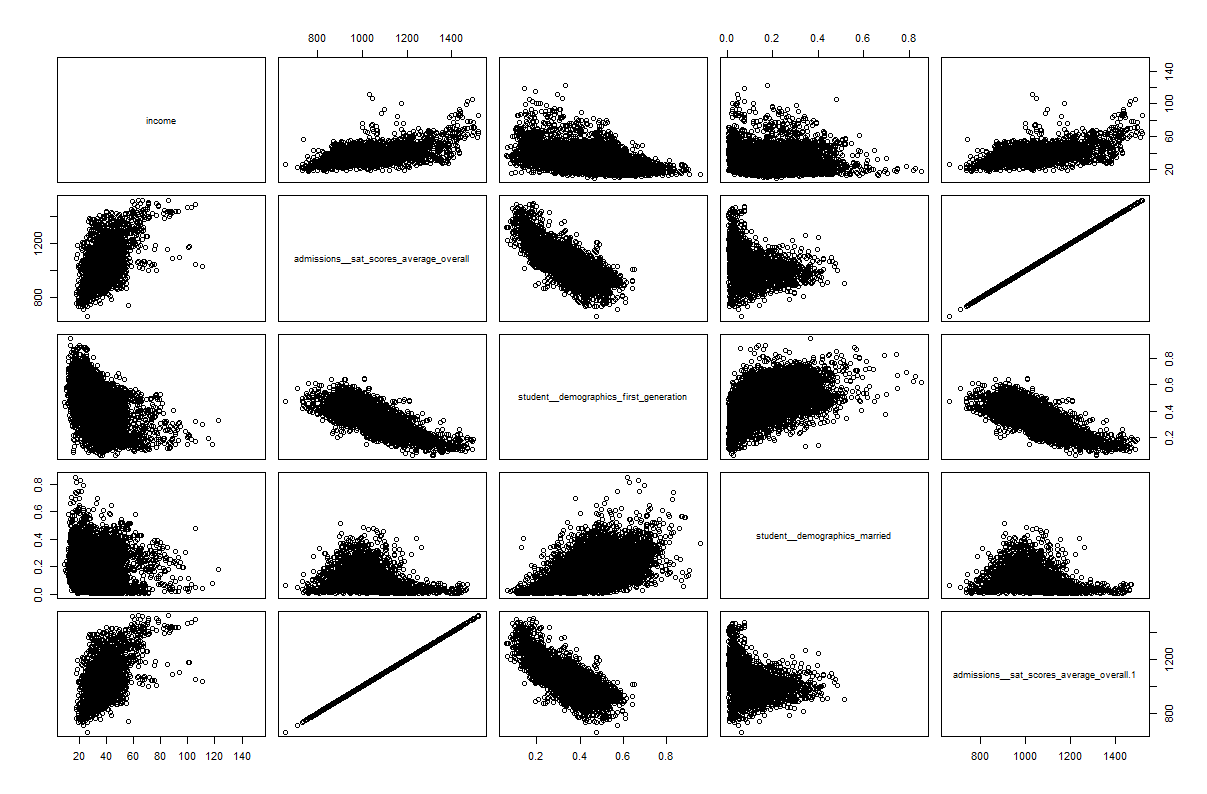 800 1000 1200 1400 0.0 0.2 0.4 0.6 0.8
income
20 60 100 140
800 1200
admissions__sat_scores_average_overall
student__demographics_first_generation
0.2 0.4 0.6 0.8
0.0 0.2 0.4 0.6 0.8
student__demographics_married
admissions__sat_scores_average_overall.1
800 1200
20 40 60 80 100 120 140 0.2 0.4 0.6 0.8 800 1000 1200 1400